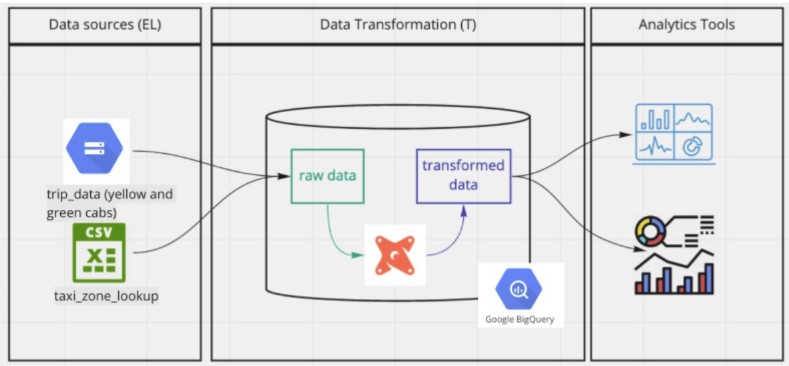 Data sources (EL)
Data Transformation (T)
Analytics Tools
trip_data (yellow and
green cabs)
CSV
X
taxi_zone_lookup
raw data
transformed
data
Google BigQuery